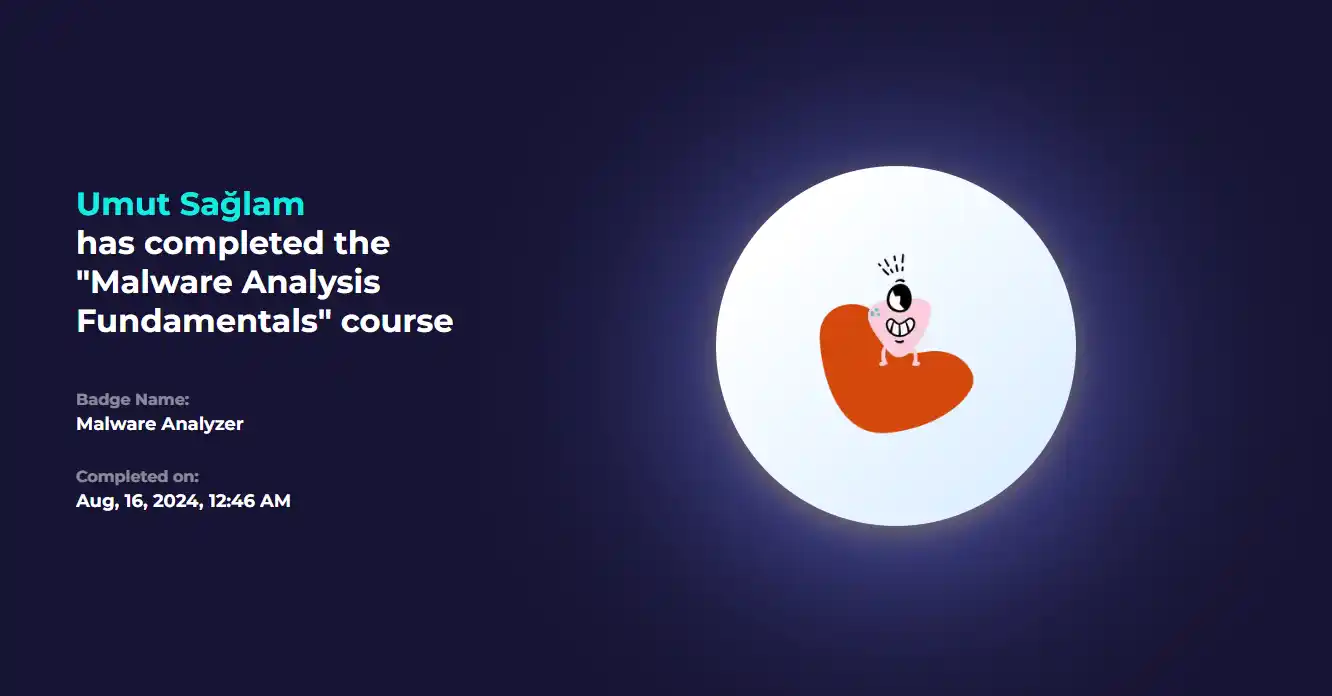 Umut Sağlam
has completed the
"Malware Analysis
Fundamentals" course
Badge Name:
Malware Analyzer
Completed on:
Aug, 16, 2024, 12:46 AM